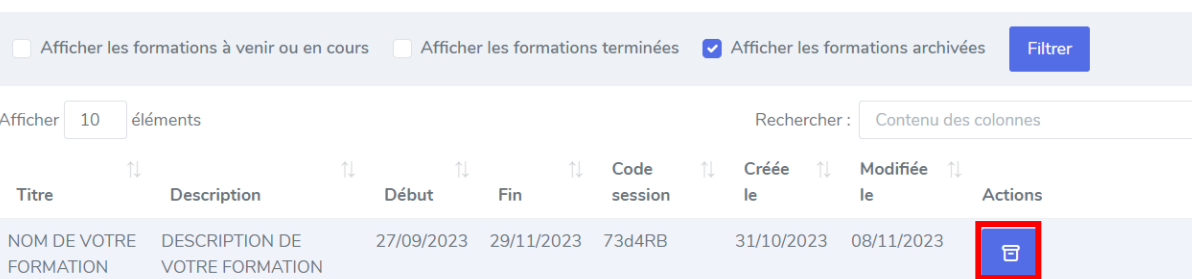 Afficher les formations à venir ou en cours Afficher les formations terminées Afficher les formations archivées Filtrer
Afficher 10 éléments Rechercher : Contenu des colonnes
Titre Description Début Fin Code session Créée le Modifiée le Actions
NOM DE VOTRE DESCRIPTION DE 27/09/2023 29/11/2023 73d4RB 31/10/2023 08/11/2023
FORMATION VOTRE FORMATION